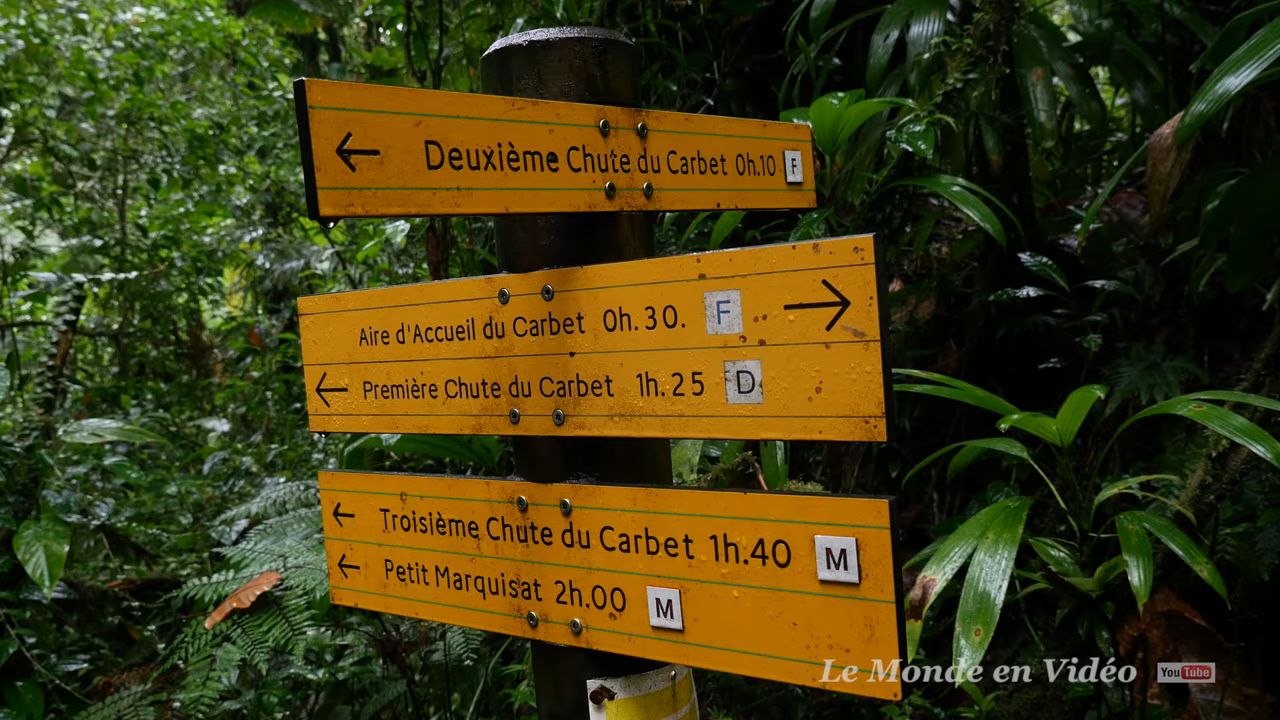 ← Deuxième Chute du Carbet 0h.10 F
Aire d'Accueil du Carbet 0h.30. F →
← Première Chute du Carbet 1h.25 D
← Troisième Chute du Carbet 1h.40 M
← Petit Marquisat 2h.00 M
Le Monde en Vidéo YouTube